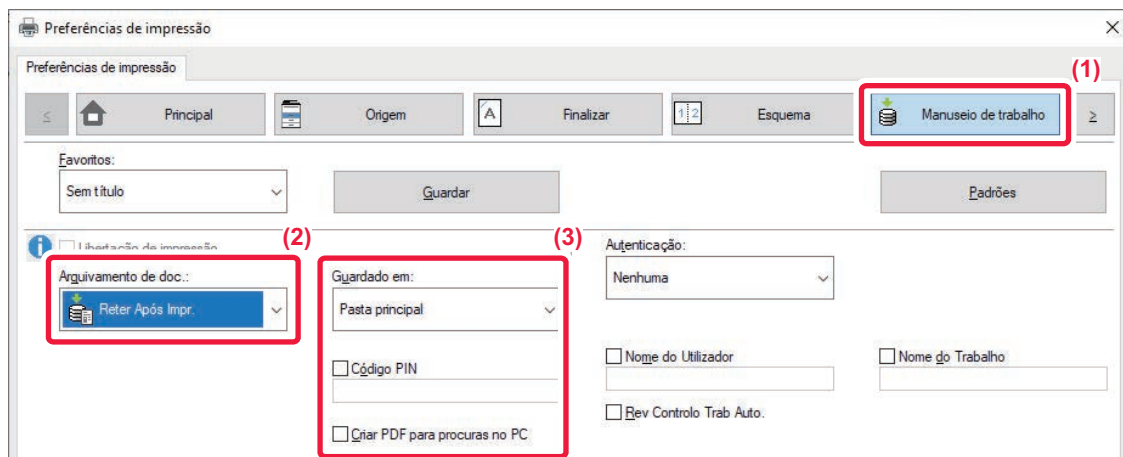 Preferências de impressão
Preferências de impressão
(1)
Principal
Origem
Finalizar
Esquema
Manuseio de trabalho
Favoritos:
Sem título
Guardar
Padrões
Libertação de impressão
(2)
(3)
Autenticação:
Arquivamento de doc.:
Guardado em:
Nenhuma
Reter Após Impr.
Pasta principal
Código PIN
Nome do Utilizador
Nome do Trabalho
Rev Controlo Trab Auto.
Criar PDF para procuras no PC